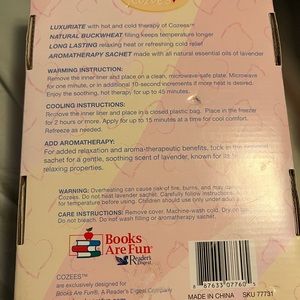 COZEES
LUXURIATE with hot and cold therapy of Cozees™
NATURAL BUCKWHEAT filling keeps temperature longer
LONG LASTING relaxing heat or refreshing cold relief
AROMATHERAPY SACHET made with natural essential oils of lavender
WARMING INSTRUCTIONS:
Remove the inner liner and place on a clean, microwave-safe plate. Microwave
for one minute, or in additional 10-second increments if more heat is desired.
Enjoy the soothing, hot therapy for up to 45 minutes.
COOLING INSTRUCTIONS:
Remove the inner liner and place in a closed plastic bag. Place in the freezer
for 2 hours or more. Apply for up to 15 minutes at a time for cool comfort.
Refreeze as needed.
ADD AROMATHERAPY:
For added relaxation and aroma-therapeutic benefits, tuck in the
sachet for a gentle, soothing scent of lavender, known for its
relaxing properties.
WARNING: Overheating can cause risk of fire, burns, and may
Do not heat lavender sachet. Carefully follow instructions
for temperature before using. Children should use only under adult
CARE INSTRUCTIONS: Remove cover. Machine-wash cold. Dry on
bleach. Do not wash filling or aromatherapy sachet.
Books
Are Fun
Reader's
Digest
COZEES™
are exclusively designed for
Books Are Fun®, A Reader's Digest Company
8 87633 07760 5
MADE IN CHINA SKU 77731